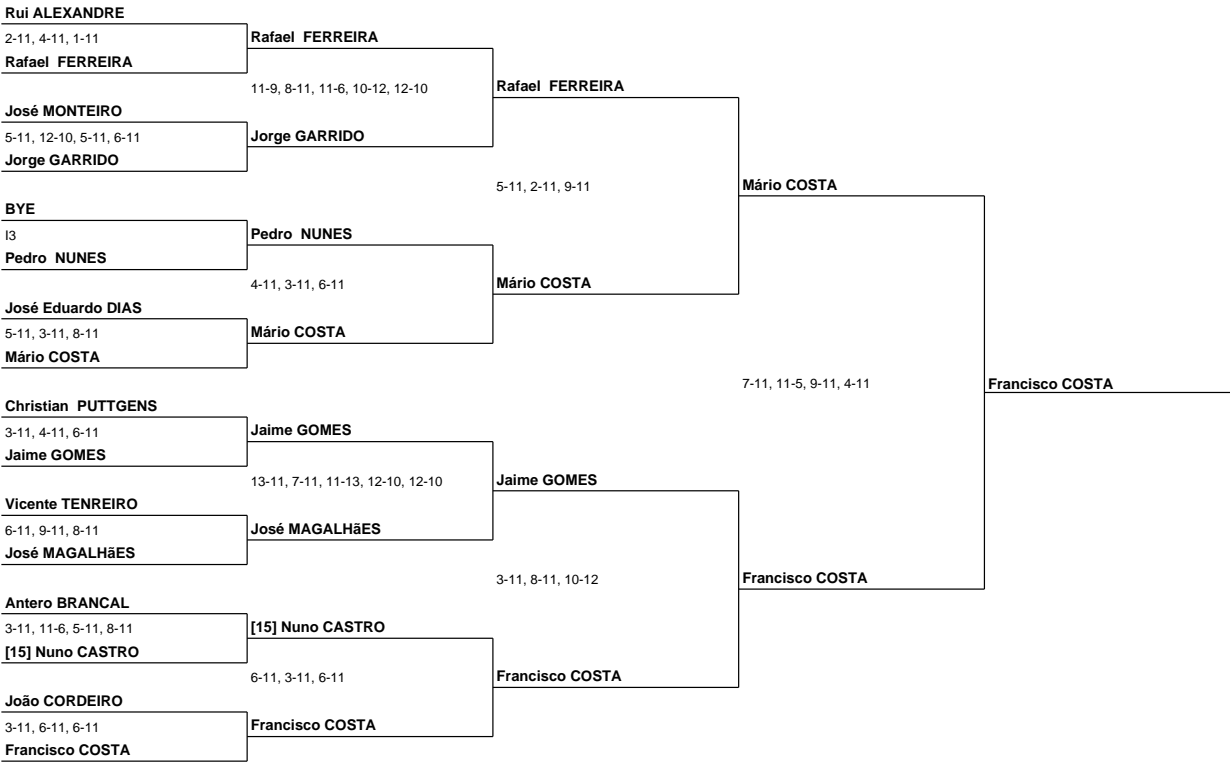 Rui ALEXANDRE
2-11, 4-11, 1-11
Rafael FERREIRA
Rafael FERREIRA
11-9, 8-11, 11-6, 10-12, 12-10
Rafael FERREIRA
José MONTEIRO
5-11, 12-10, 5-11, 6-11
Jorge GARRIDO
Jorge GARRIDO
5-11, 2-11, 9-11
Mário COSTA
BYE
I3
Pedro NUNES
Pedro NUNES
4-11, 3-11, 6-11
Mário COSTA
José Eduardo DIAS
5-11, 3-11, 8-11
Mário COSTA
Mário COSTA
7-11, 11-5, 9-11, 4-11
Francisco COSTA
Christian PUTTGENS
3-11, 4-11, 6-11
Jaime GOMES
Jaime GOMES
13-11, 7-11, 11-13, 12-10, 12-10
Jaime GOMES
Vicente TENREIRO
6-11, 9-11, 8-11
José MAGALHãES
José MAGALHãES
3-11, 8-11, 10-12
Francisco COSTA
Antero BRANCAL
3-11, 11-6, 5-11, 8-11
[15] Nuno CASTRO
[15] Nuno CASTRO
6-11, 3-11, 6-11
Francisco COSTA
João CORDEIRO
3-11, 6-11, 6-11
Francisco COSTA
Francisco COSTA